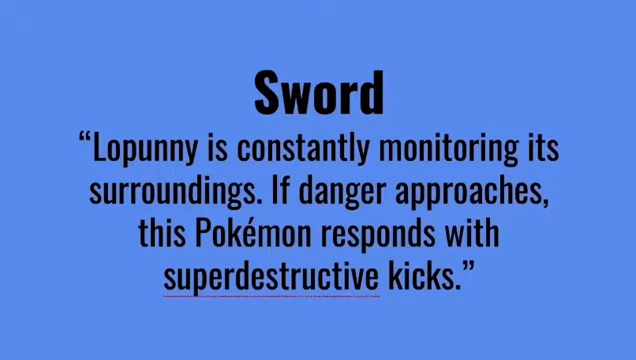 Sword
“Lopunny is constantly monitoring its
surroundings. If danger approaches,
this Pokémon responds with
superdestructive kicks.”